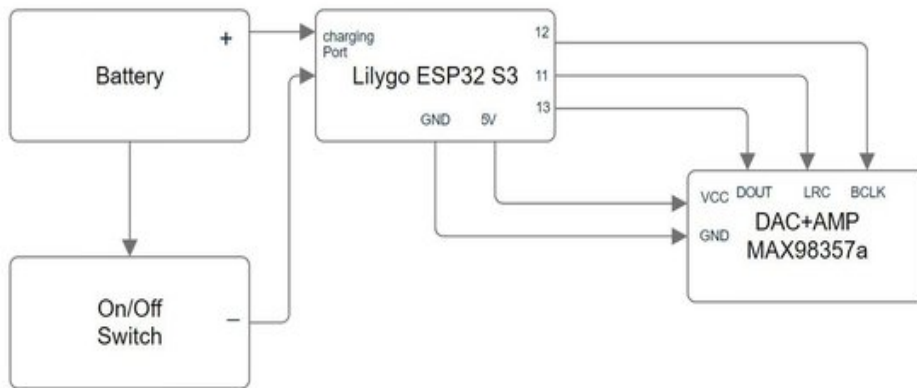 +
Battery
charging
Port
Lilygo ESP32 S3
12
11
13
GND 5V
VCC DOUT LRC BCLK
GND
DAC+AMP
MAX98357a
On/Off
Switch
–